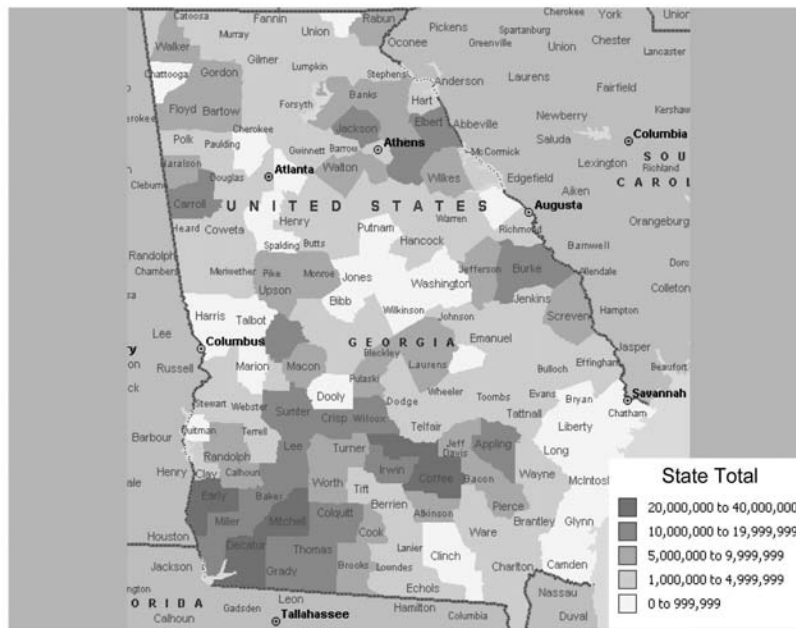 Catoosa Fannin Rabun Cherokee York Union
Walker Murray Union Oconee Pickens Spartanburg Chester
Greenville Union Lancaster
Chattooga Gordon Gilmer Lumpkin Stephens Anderson Laurens
Fairfield
Floyd Bartow Forsyth Banks Hart
Jackson Elbert Abbeville Newberry Kershaw
Polk Cherokee Saluda Columbia
Paulding Gwinnett Barrow Athens McCormick
Haralson Douglas Atlanta Walton Lexington Richland
SOU
Cleburne Wilkes Edgefield CAROL
Carroll Aiken
UNITED STATES Augusta
Heard Coweta Henry Putnam Warren Richmond Orangeburg
Randolph Spalding Butts Hancock Barnwell
Chambers Meriwether Pike Monroe Jones Washington Jefferson Burke Allendale
Upson Colleton
Bibb Jenkins
Harris Talbot Wilkinson Johnson Screven Hampton
Lee GEORGIA Emanuel
Columbus Bleckley Jasper
Russell Marion Macon Laurens Effingham Beaufort
Pulaski Bulloch
Stewart Webster Dooly Dodge Wheeler Toombs Evans Bryan Savannah
Sumter Tattnall Chatham
Quitman Crisp Wilcox Telfair Liberty
Barbour Terrell Lee Turner Jeff Davis Appling
Randolph Long
Henry Clay Calhoun Irwin Coffee Bacon Wayne McIntosh
Early Baker Worth Tift
Berrien Atkinson Pierce
Miller Mitchell Colquitt Brantley Glynn
Houston Cook Ware
Decatur Thomas Lanier Clinch
Jackson Grady Brooks Lowndes Charlton Camden
Echols
Leon Hamilton Nassau
ORIDA Gadsden Columbia
Calhoun Tallahassee Duval
State Total
20,000,000 to 40,000,000
10,000,000 to 19,999,999
5,000,000 to 9,999,999
1,000,000 to 4,999,999
0 to 999,999